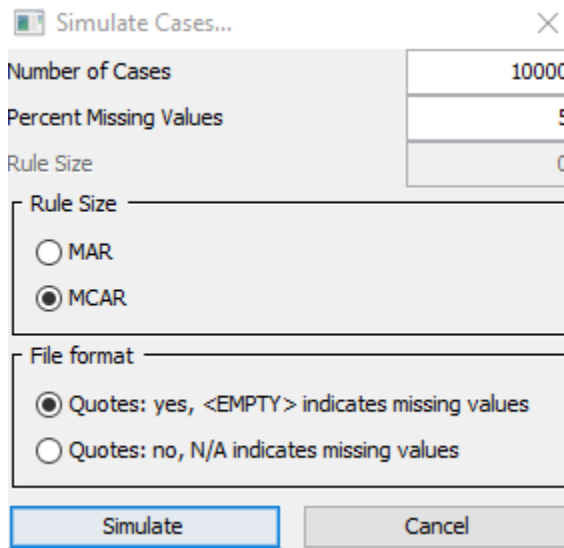 Simulate Cases...
Number of Cases 10000
Percent Missing Values 5
Rule Size 0
Rule Size
MAR
MCAR
File format
Quotes: yes, <EMPTY> indicates missing values
Quotes: no, N/A indicates missing values
Simulate Cancel